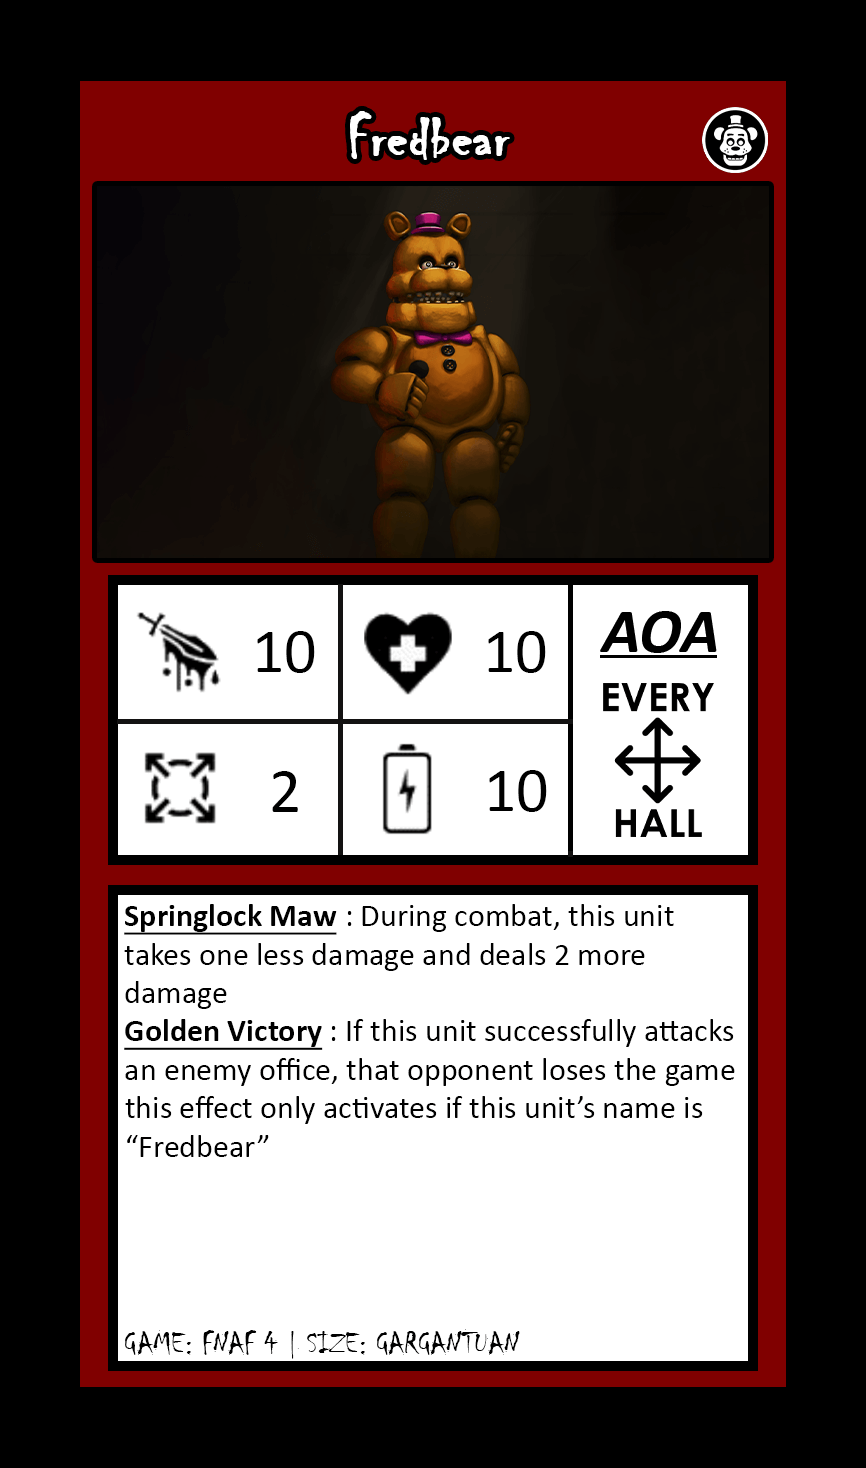 Fredbear
10
10
AOA
EVERY
HALL
2
10
Springlock Maw : During combat, this unit
takes one less damage and deals 2 more
damage
Golden Victory : If this unit successfully attacks
an enemy office, that opponent loses the game
this effect only activates if this unit’s name is
“Fredbear”
GAME: FNAF 4 | SIZE: GARGANTUAN